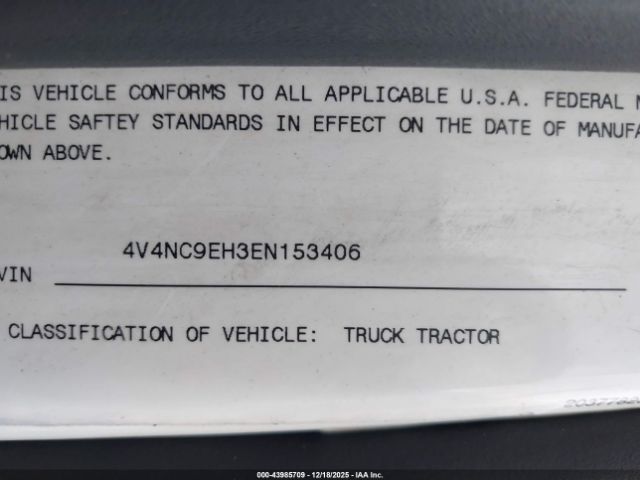 IS VEHICLE CONFORMS TO ALL APPLICABLE U.S.A. FEDERAL
HICLE SAFTEY STANDARDS IN EFFECT ON THE DATE OF MANUFA
OWN ABOVE.
4V4NC9EH3EN153406
VIN
CLASSIFICATION OF VEHICLE: TRUCK TRACTOR
000-43985709 - 12/18/2025 - IAA Inc.